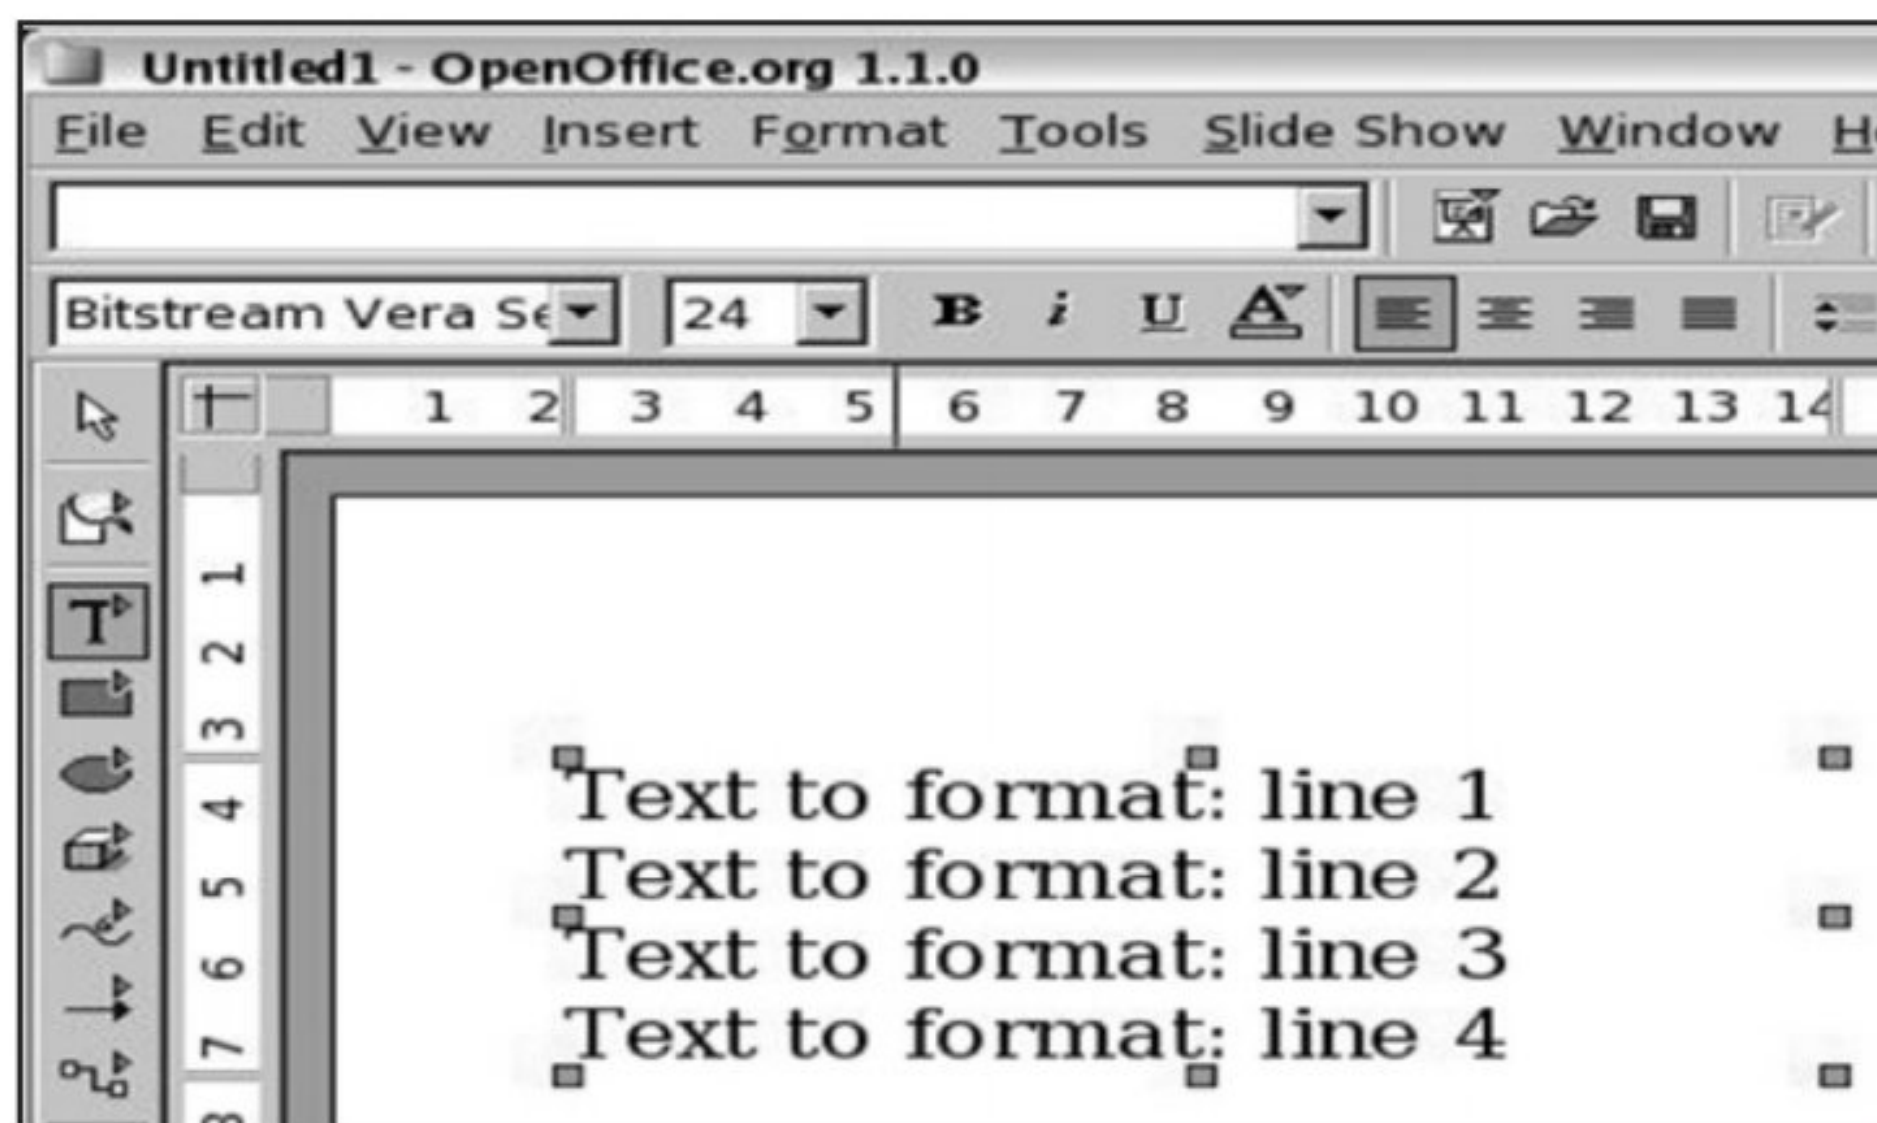 Untitled1 - OpenOffice.org 1.1.0
File Edit View Insert Format Tools Slide Show Window
Bitstream Vera 24 B i U A
1 2 3 4 5 6 7 8 9 10 11 12 13 14
1
2
T
3
4
5
6
7
8
Text to format: line 1
Text to format: line 2
Text to format: line 3
Text to format: line 4